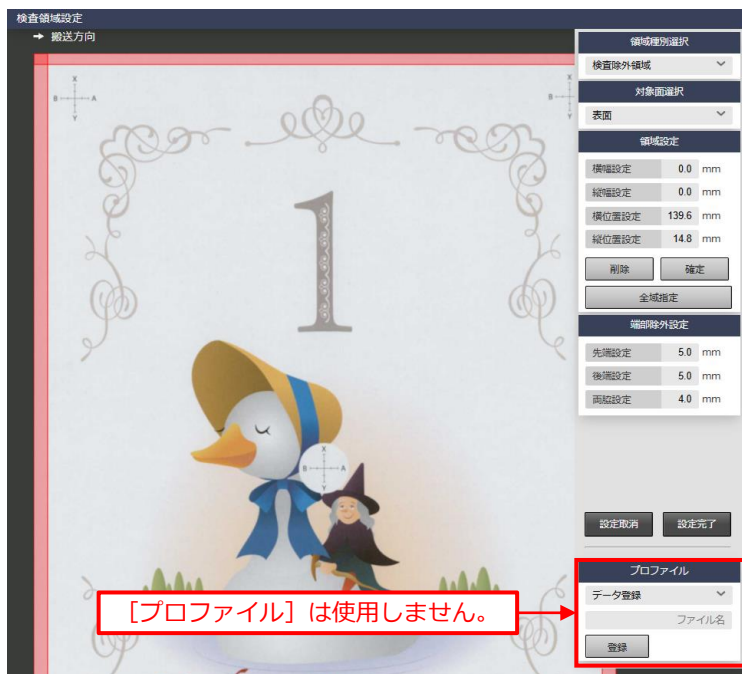 検査領域設定
➜ 搬送方向
X
B A
Y
X
B
Y
1
X
B A
Y
領域種別選択
検査除外領域
対象面選択
表面
領域設定
横幅設定 0.0 mm
縦幅設定 0.0 mm
横位置設定 139.6 mm
縦位置設定 14.8 mm
削除 確定
全域指定
端部除外設定
先端設定 5.0 mm
後端設定 5.0 mm
両脇設定 4.0 mm
設定取消 設定完了
プロファイル
データ登録
ファイル名
登録
［プロファイル］は使用しません。